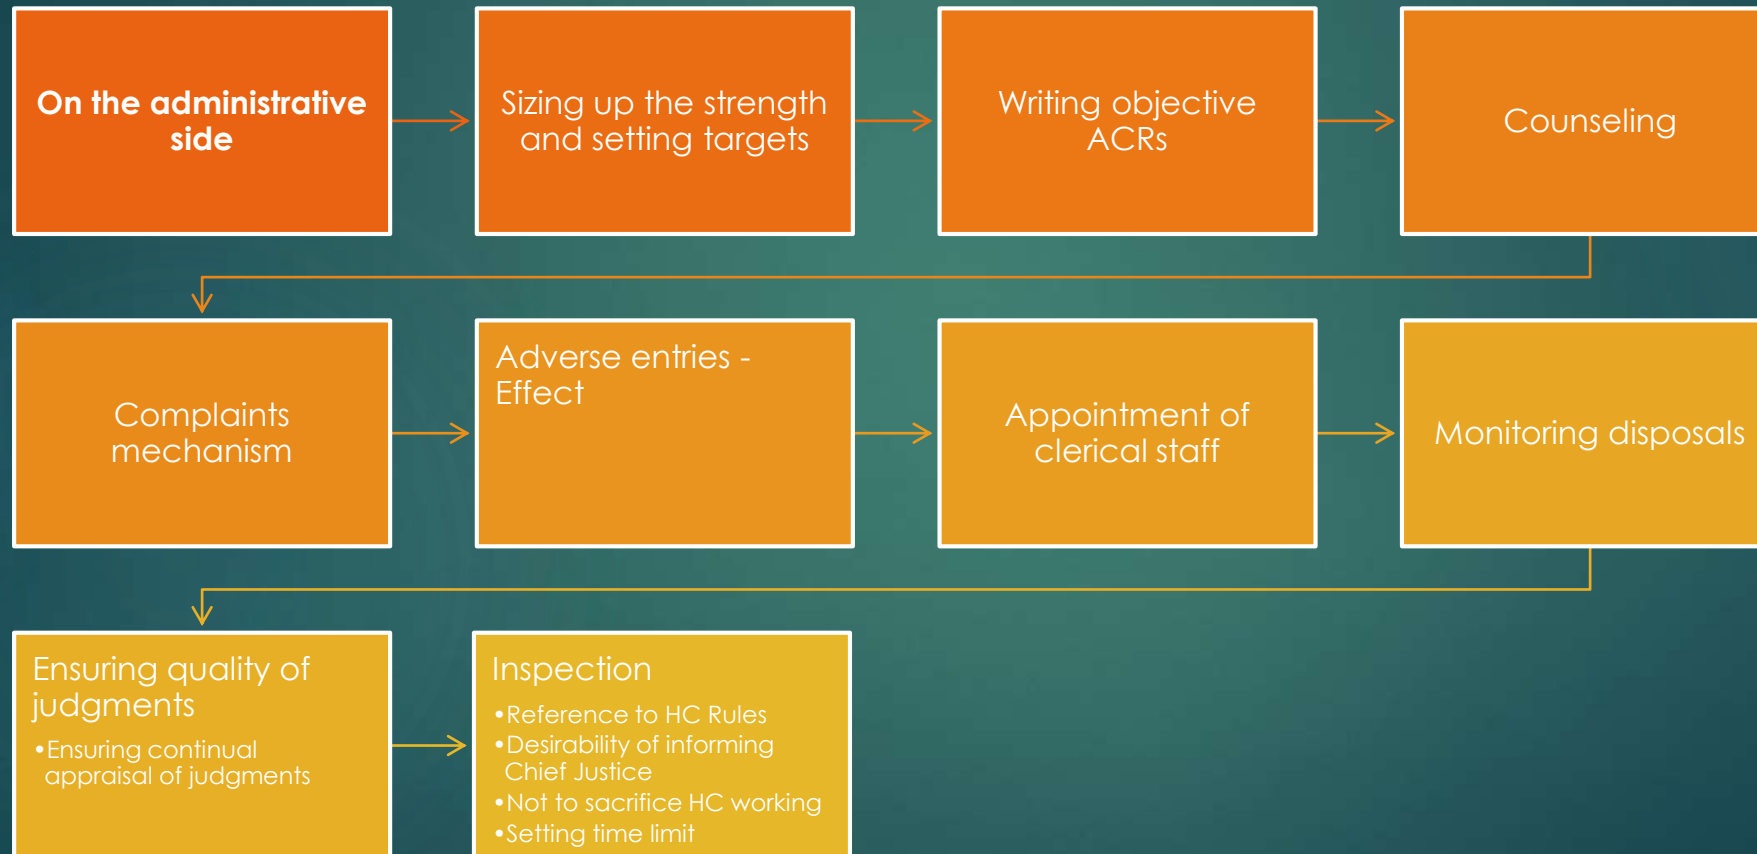 On the administrative
side
Sizing up the strength
and setting targets
Writing objective
ACRs
Counseling
Complaints
mechanism
Adverse entries -
Effect
Appointment of
clerical staff
Monitoring disposals
Ensuring quality of
judgments
•Ensuring continual
appraisal of judgments
Inspection
•Reference to HC Rules
•Desirability of informing
Chief Justice
•Not to sacrifice HC working
•Setting time limit